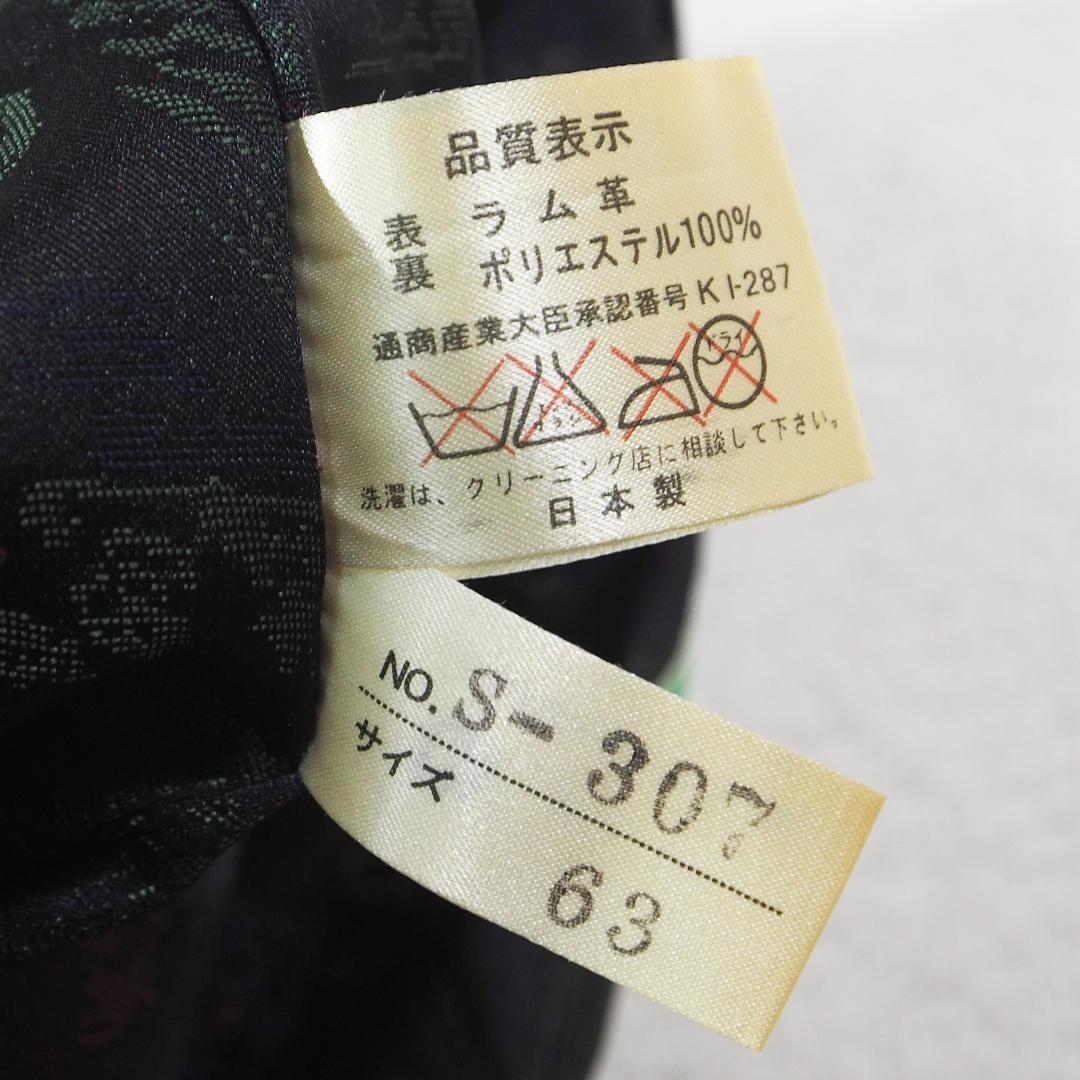 品質表示
表 ラム革
裏 ポリエステル100%
通商産業大臣承認番号KI-287
ドライ
洗濯は、クリーニング店に相談して下さい。
日本製
NO. S-307
サイズ
63